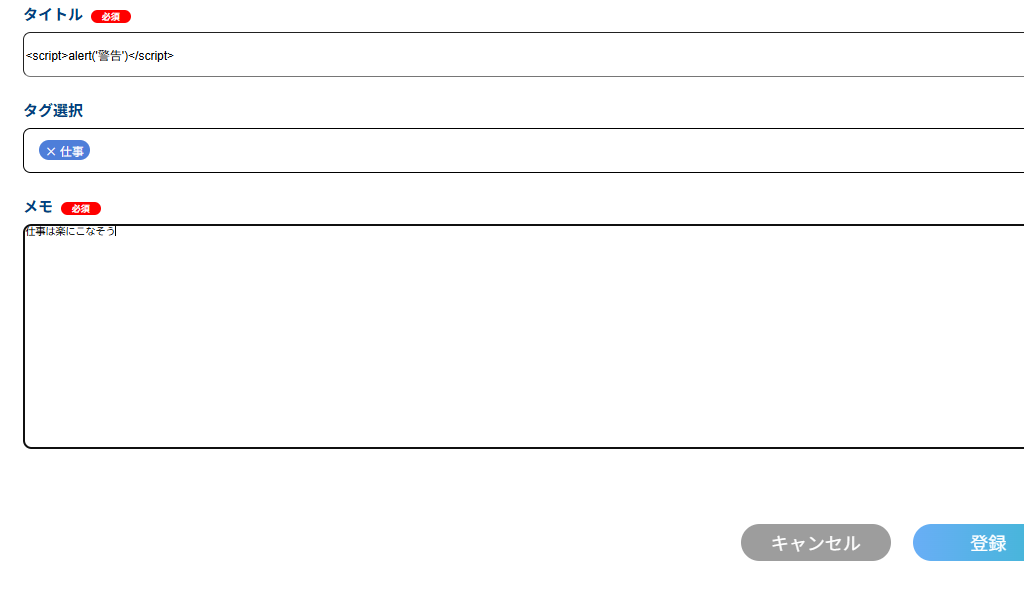 タイトル 必須
<script>alert('警告')</script>
タグ選択
× 仕事
メモ 必須
仕事は楽にこなそう
キャンセル 登録